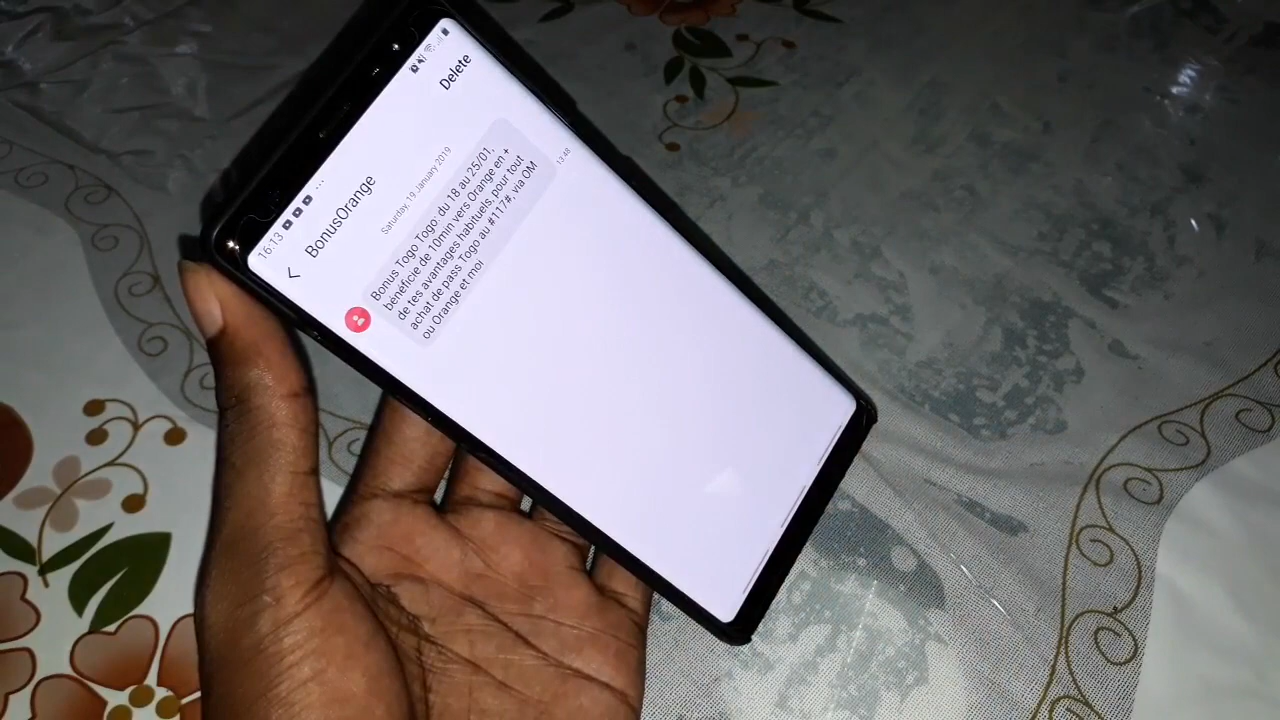 16:13
Delete
BonusOrange
Saturday, 19 January 2019
Bonus Togo Togo: du 18 au 25/01,
bénéficie de 10min vers Orange en +
de tes avantages habituels,pour tout
achat de pass Togo au #117#, via OM
ou Orange et moi
13:48